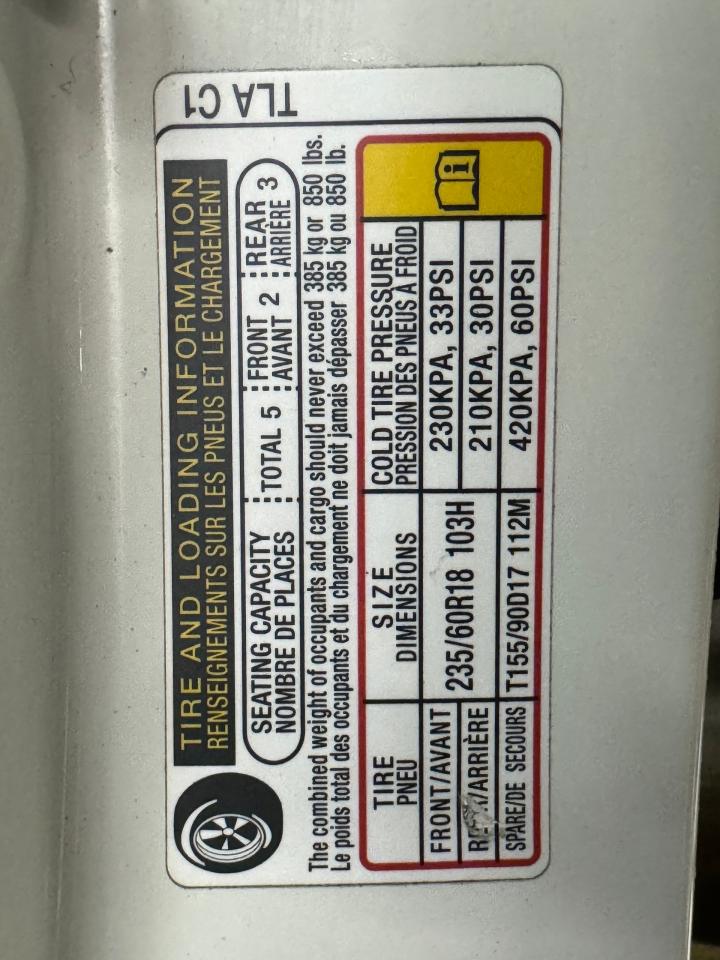 TLA C1
TIRE AND LOADING INFORMATION
RENSEIGNEMENTS SUR LES PNEUS ET LE CHARGEMENT
SEATING CAPACITY
NOMBRE DE PLACES
TOTAL 5
FRONT
AVANT 2
REAR
ARRIÈRE 3
The combined weight of occupants and cargo should never exceed 385 kg or 850 lbs.
Le poids total des occupants et du chargement ne doit jamais dépasser 385 kg ou 850 lb.
TIRE
PNEU
SIZE
DIMENSIONS
COLD TIRE PRESSURE
PRESSION DES PNEUS À FROID
FRONT/AVANT
235/60R18 103H
230KPA, 33PSI
/ARRIÈRE
210KPA, 30PSI
SPARE/DE SECOURS
T155/90D17 112M
420KPA, 60PSI